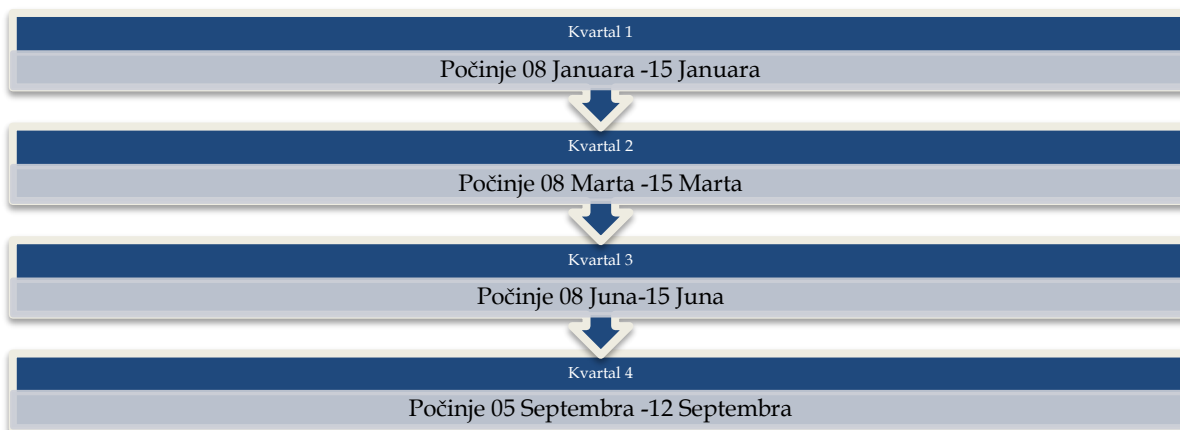 Kvartal 1
Počinje 08 Januara -15 Januara
Kvartal 2
Počinje 08 Marta -15 Marta
Kvartal 3
Počinje 08 Juna-15 Juna
Kvartal 4
Počinje 05 Septembra -12 Septembra